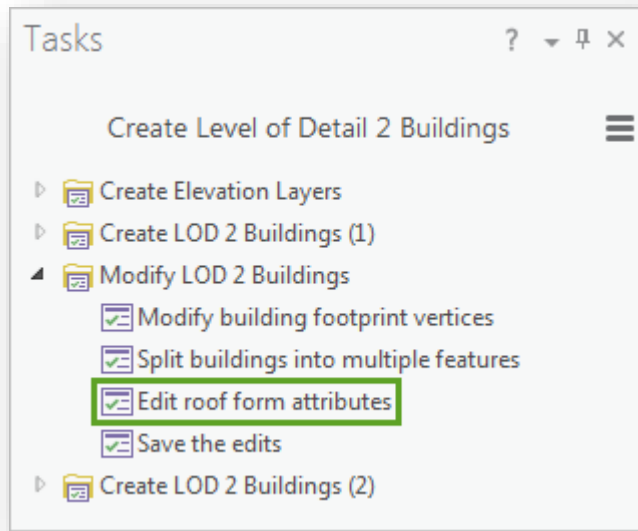 Tasks ?
Create Level of Detail 2 Buildings
Create Elevation Layers
Create LOD 2 Buildings (1)
Modify LOD 2 Buildings
Modify building footprint vertices
Split buildings into multiple features
Edit roof form attributes
Save the edits
Create LOD 2 Buildings (2)